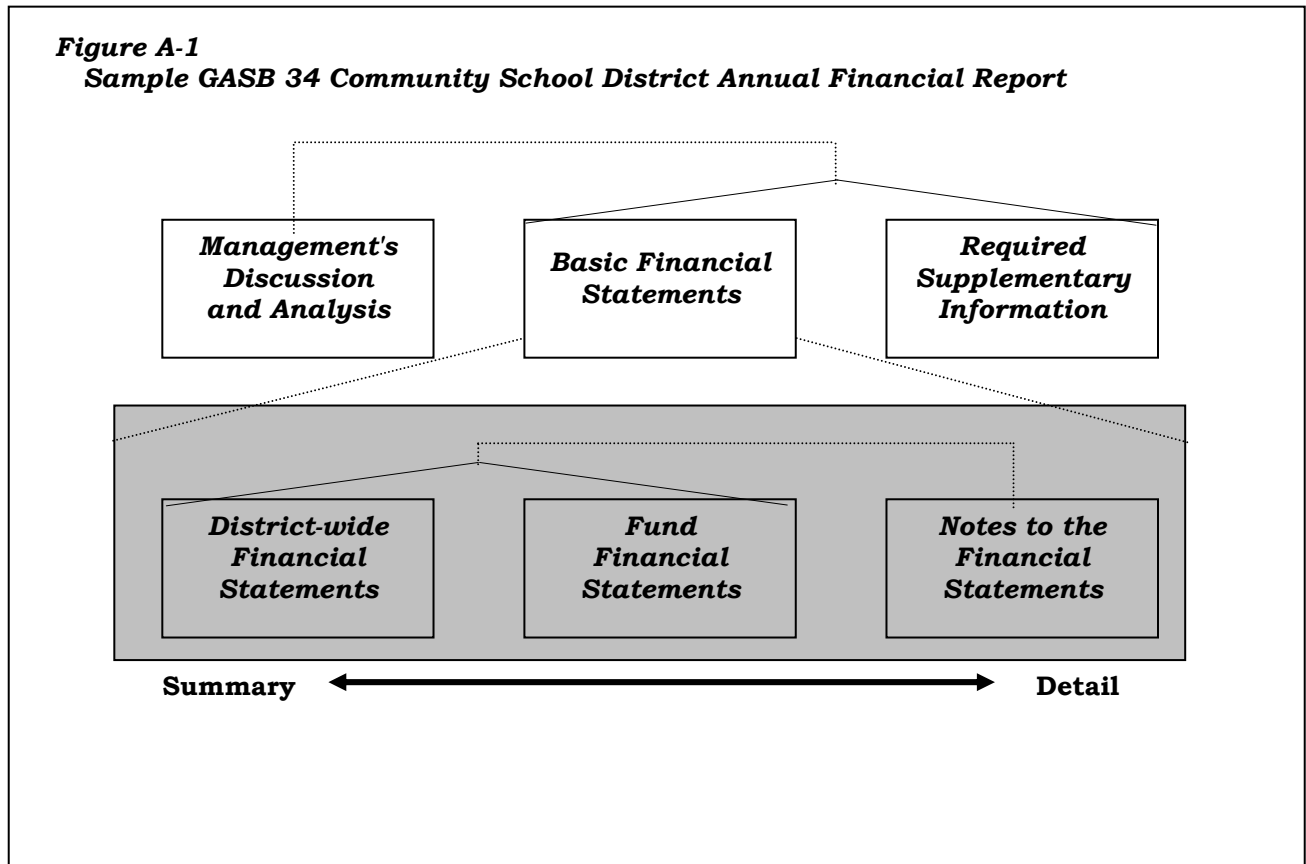 Figure A-1
Sample GASB 34 Community School District Annual Financial Report
Management's
Discussion
and Analysis
Basic Financial
Statements
Required
Supplementary
Information
District-wide
Financial
Statements
Fund
Financial
Statements
Notes to the
Financial
Statements
Summary
Detail